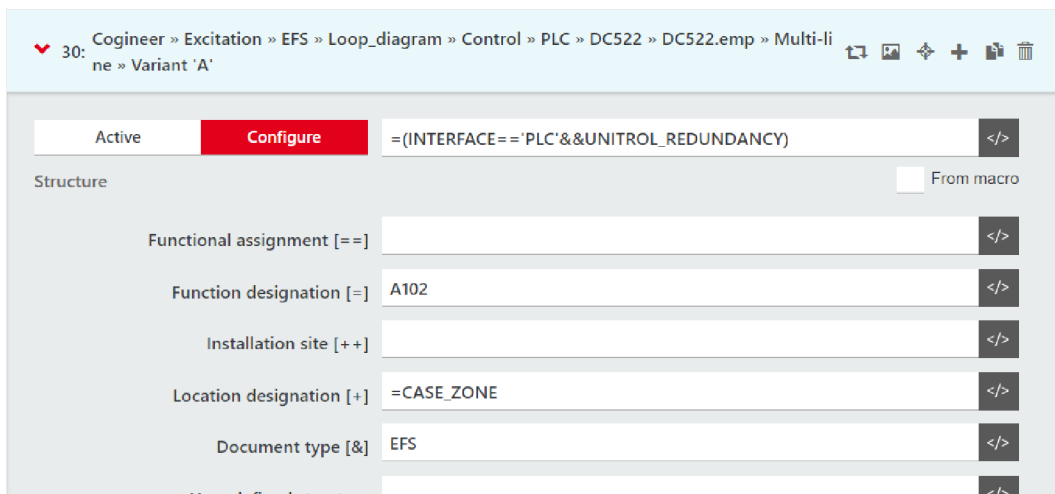 30: Cogineer » Excitation » EFS » Loop_diagram » Control » PLC » DC522 » DC522.emp » Multi-li
ne » Variant 'A'
Active Configure =(INTERFACE=='PLC'&&UNITROL_REDUNDANCY) </>
Structure From macro
Functional assignment [==] </>
Function designation [=] A102 </>
Installation site [++] </>
Location designation [+] =CASE_ZONE </>
Document type [&] EFS </>
</>